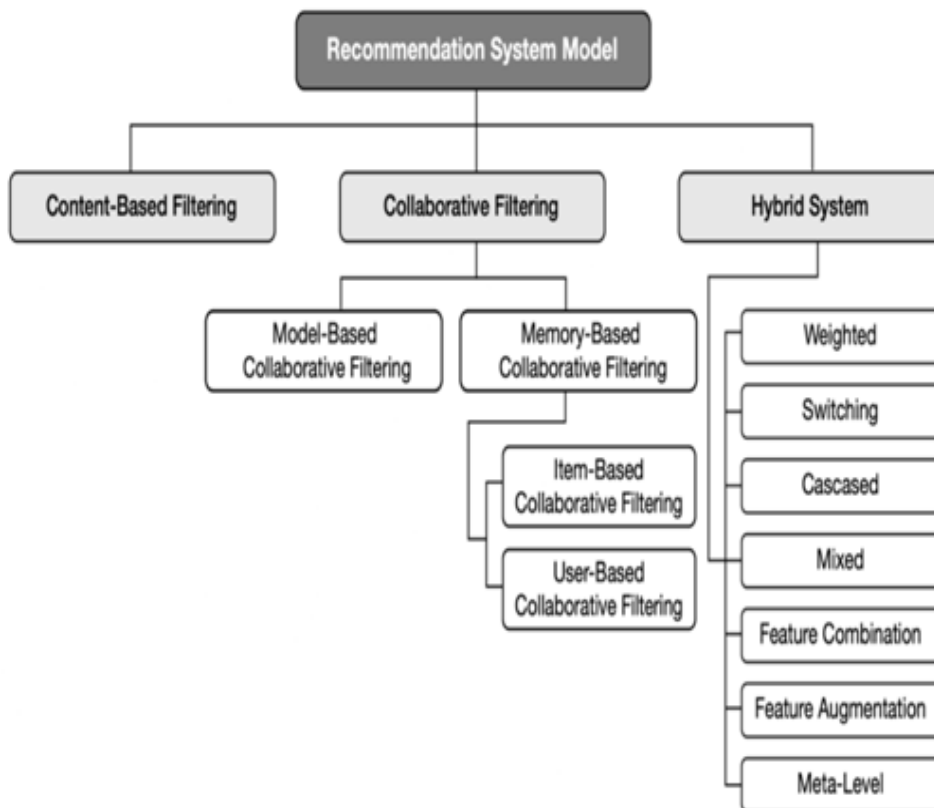 Recommendation System Model
Content-Based Filtering
Collaborative Filtering
Hybrid System
Model-Based
Collaborative Filtering
Memory-Based
Collaborative Filtering
Item-Based
Collaborative Filtering
User-Based
Collaborative Filtering
Weighted
Switching
Cascased
Mixed
Feature Combination
Feature Augmentation
Meta-Level